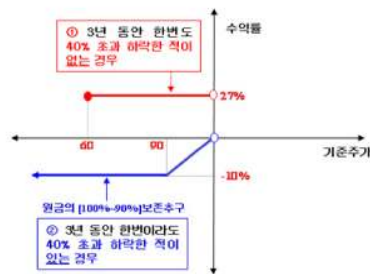 ① 3년 동안 한번도
40% 초과 하락한 적이
없는 경우
수익률
27%
60
90
기준주가
-10%
원금의 [100%~90%]보존추구
② 3년 동안 한번이라도
40% 초과 하락한 적이
있는 경우